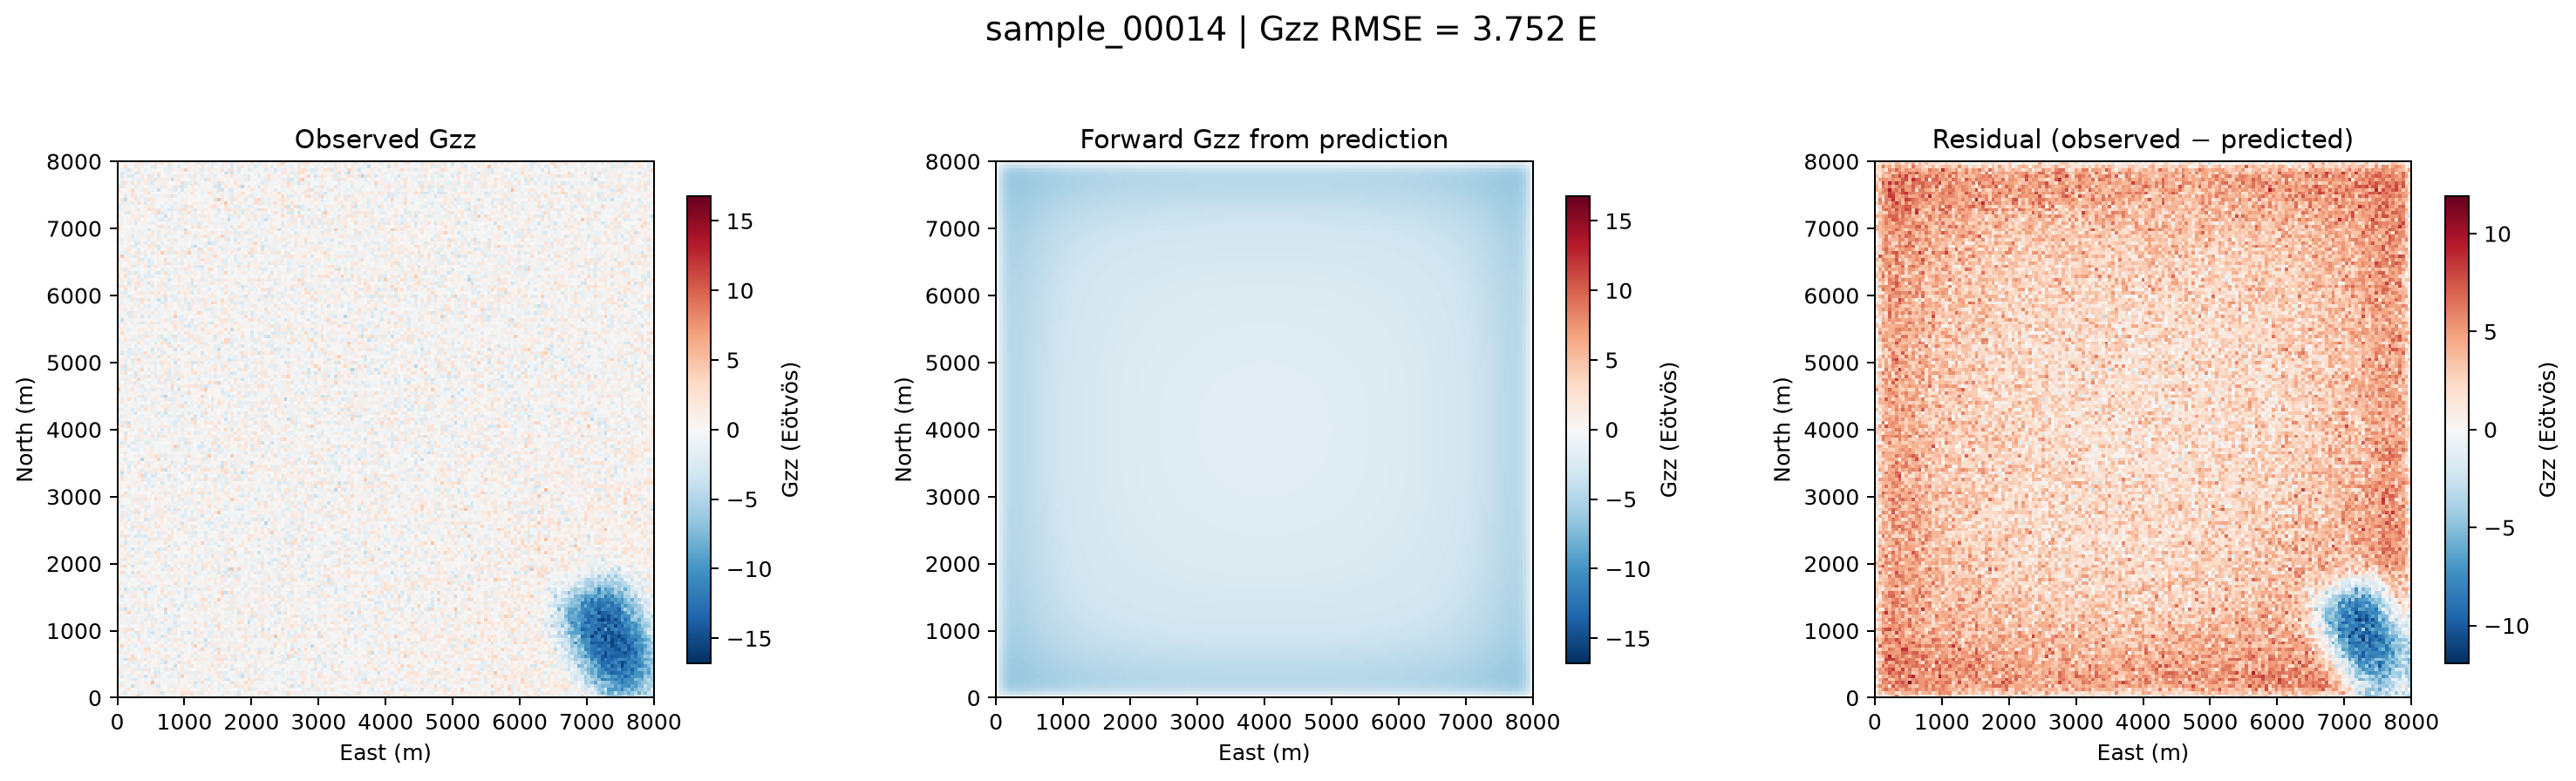 sample_00014 | Gzz RMSE = 3.752 E
Observed Gzz
8000
7000
6000
5000
4000
3000
2000
1000
0
North (m)
0 1000 2000 3000 4000 5000 6000 7000 8000
East (m)
15
10
5
0
−5
−10
−15
Gzz (Eötvös)
Forward Gzz from prediction
8000
7000
6000
5000
4000
3000
2000
1000
0
North (m)
0 1000 2000 3000 4000 5000 6000 7000 8000
East (m)
15
10
5
0
−5
−10
−15
Gzz (Eötvös)
Residual (observed − predicted)
8000
7000
6000
5000
4000
3000
2000
1000
0
North (m)
0 1000 2000 3000 4000 5000 6000 7000 8000
East (m)
10
5
0
−5
−10
Gzz (Eötvös)